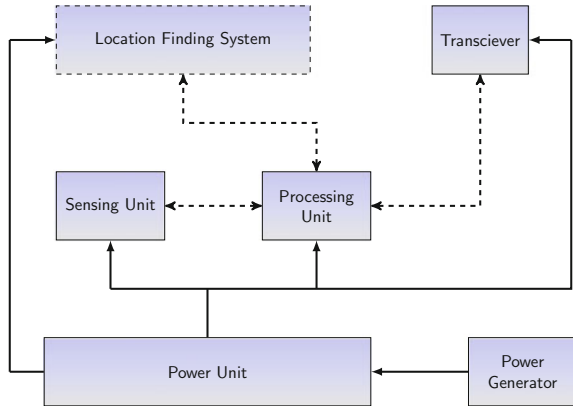 Location Finding System
Transciever
Sensing Unit
Processing
Unit
Power Unit
Power
Generator